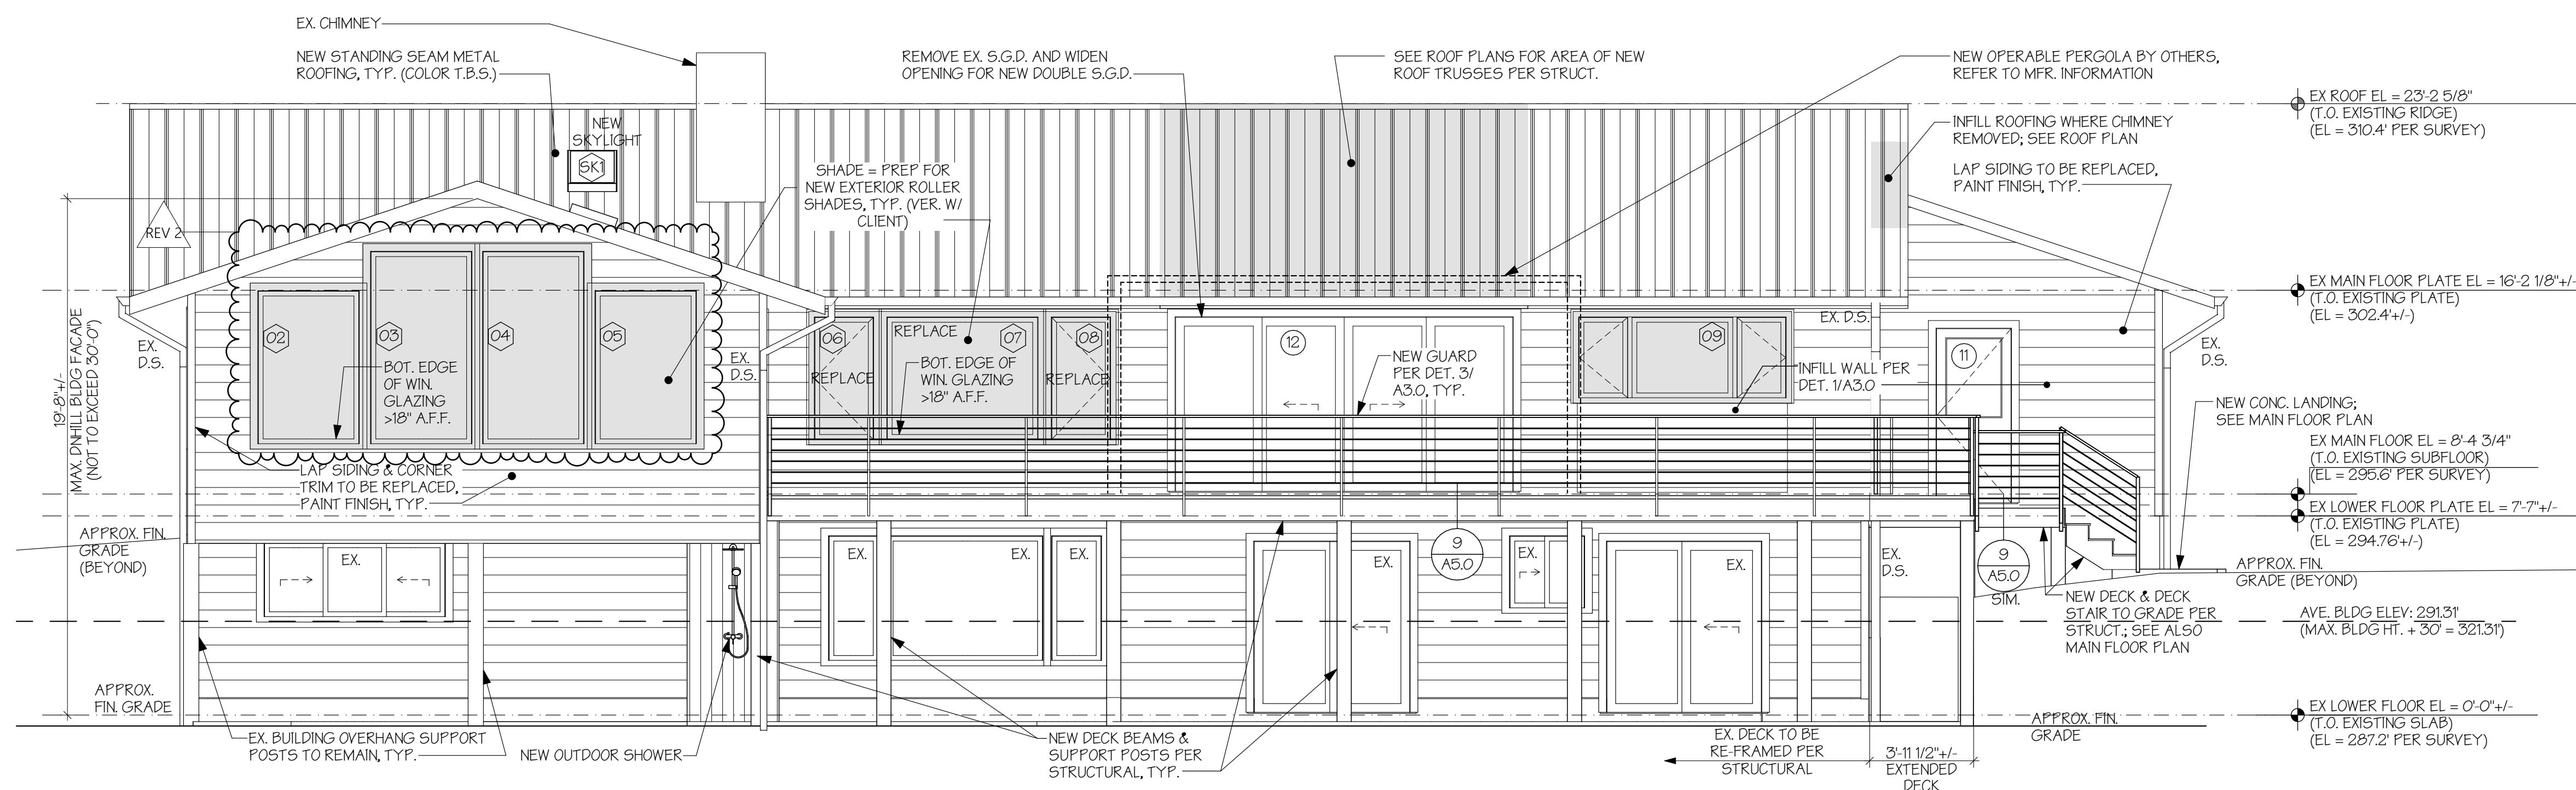 EX. CHIMNEY
NEW STANDING SEAM METAL
ROOFING, TYP. (COLOR T.B.S.)
REMOVE EX. S.G.D. AND WIDEN
OPENING FOR NEW DOUBLE S.G.D.
SEE ROOF PLANS FOR AREA OF NEW
ROOF TRUSSES PER STRUCT.
NEW OPERABLE PERGOLA BY OTHERS,
REFER TO MFR. INFORMATION
EX ROOF EL = 23'-2 5/8"
(T.O. EXISTING RIDGE)
(EL = 310.4' PER SURVEY)
INFILL ROOFING WHERE CHIMNEY
REMOVED; SEE ROOF PLAN
LAP SIDING TO BE REPLACED,
PAINT FINISH, TYP.
NEW
SKYLIGHT
SK1
SHADE = PREP FOR
NEW EXTERIOR ROLLER
SHADES, TYP. (VER. W/
CLIENT)
REV 2
EX MAIN FLOOR PLATE EL = 16'-2 1/8"+/-
(T.O. EXISTING PLATE)
(EL = 302.4'+/-)
19'-8"+/-
MAX. DNHILL BLDG FACADE
(NOT TO EXCEED 30'-0")
EX.
D.S.
02
03
04
05
BOT. EDGE
OF WIN.
GLAZING
>18" A.F.F.
EX.
D.S.
06
REPLACE
REPLACE
07
08
REPLACE
BOT. EDGE OF
WIN. GLAZING
>18" A.F.F.
12
NEW GUARD
PER DET. 3/
A3.0, TYP.
09
EX. D.S.
INFILL WALL PER
DET. 1/A3.0
11
EX.
D.S.
NEW CONC. LANDING;
SEE MAIN FLOOR PLAN
EX MAIN FLOOR EL = 8'-4 3/4"
(T.O. EXISTING SUBFLOOR)
(EL = 295.6' PER SURVEY)
LAP SIDING & CORNER
TRIM TO BE REPLACED,
PAINT FINISH, TYP.
EX LOWER FLOOR PLATE EL = 7'-7"+/-
(T.O. EXISTING PLATE)
(EL = 294.76'+/-)
APPROX. FIN.
GRADE
(BEYOND)
EX.
EX.
EX.
EX.
9
A5.0
EX.
EX.
EX.
EX.
D.S.
9
A5.0
SIM.
APPROX. FIN.
GRADE (BEYOND)
NEW DECK & DECK
STAIR TO GRADE PER
STRUCT.; SEE ALSO
MAIN FLOOR PLAN
AVE. BLDG ELEV: 291.31'
(MAX. BLDG HT. + 30' = 321.31')
APPROX.
FIN. GRADE
EX LOWER FLOOR EL = 0'-0"+/-
(T.O. EXISTING SLAB)
(EL = 287.2' PER SURVEY)
APPROX. FIN.
GRADE
EX. BUILDING OVERHANG SUPPORT
POSTS TO REMAIN, TYP.
NEW OUTDOOR SHOWER
NEW DECK BEAMS &
SUPPORT POSTS PER
STRUCTURAL, TYP.
EX. DECK TO BE
RE-FRAMED PER
STRUCTURAL
3'-11 1/2"+/-
EXTENDED
DECK